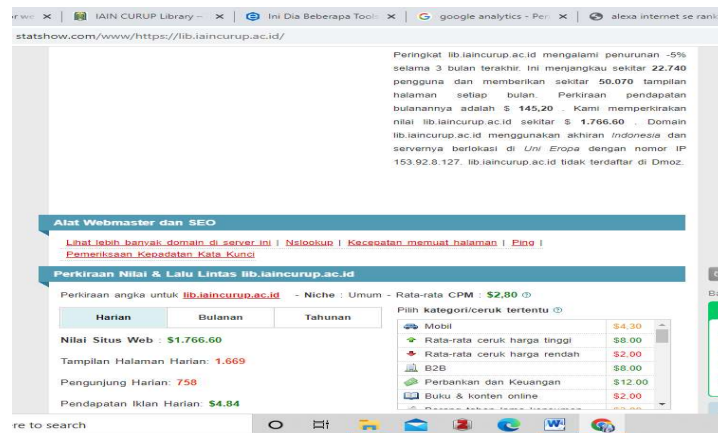 IAIN CURUP Library –
Ini Dia Beberapa Tools
google analytics - Pen
alexa internet se rank
statshow.com/www/https://lib.iaincurup.ac.id/
Peringkat lib.iaincurup.ac.id mengalami penurunan -5%
selama 3 bulan terakhir. Ini menjangkau sekitar 22.740
pengguna dan memberikan sekitar 50.070 tampilan
halaman setiap bulan. Perkiraan pendapatan
bulanannya adalah $ 145,20 . Kami memperkirakan
nilai lib.iaincurup.ac.id sekitar $ 1.766.60 . Domain
lib.iaincurup.ac.id menggunakan akhiran Indonesia dan
servernya berlokasi di Uni Eropa dengan nomor IP
153.92.8.127. lib.iaincurup.ac.id tidak terdaftar di Dmoz.
Alat Webmaster dan SEO
Lihat lebih banyak domain di server ini | Nslookup | Kecepatan memuat halaman | Ping |
Pemeriksaan Kepadatan Kata Kunci
Perkiraan Nilai & Lalu Lintas lib.iaincurup.ac.id
Perkiraan angka untuk lib.iaincurup.ac.id - Niche : Umum - Rata-rata CPM : $2,80
Harian Bulanan Tahunan
Nilai Situs Web : $1.766.60
Tampilan Halaman Harian: 1.669
Pengunjung Harian: 758
Pendapatan Iklan Harian: $4.84
Pilih kategori/ceruk tertentu
Mobil $4,30
Rata-rata ceruk harga tinggi $8.00
Rata-rata ceruk harga rendah $2.00
B2B $8.00
Perbankan dan Keuangan $12.00
Buku & konten online $2.00
re to search